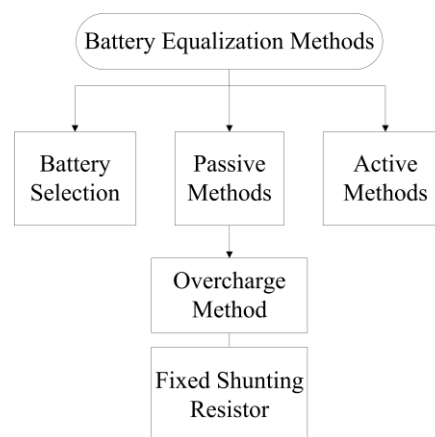 Battery Equalization Methods
Battery
Selection
Passive
Methods
Active
Methods
Overcharge
Method
Fixed Shunting
Resistor